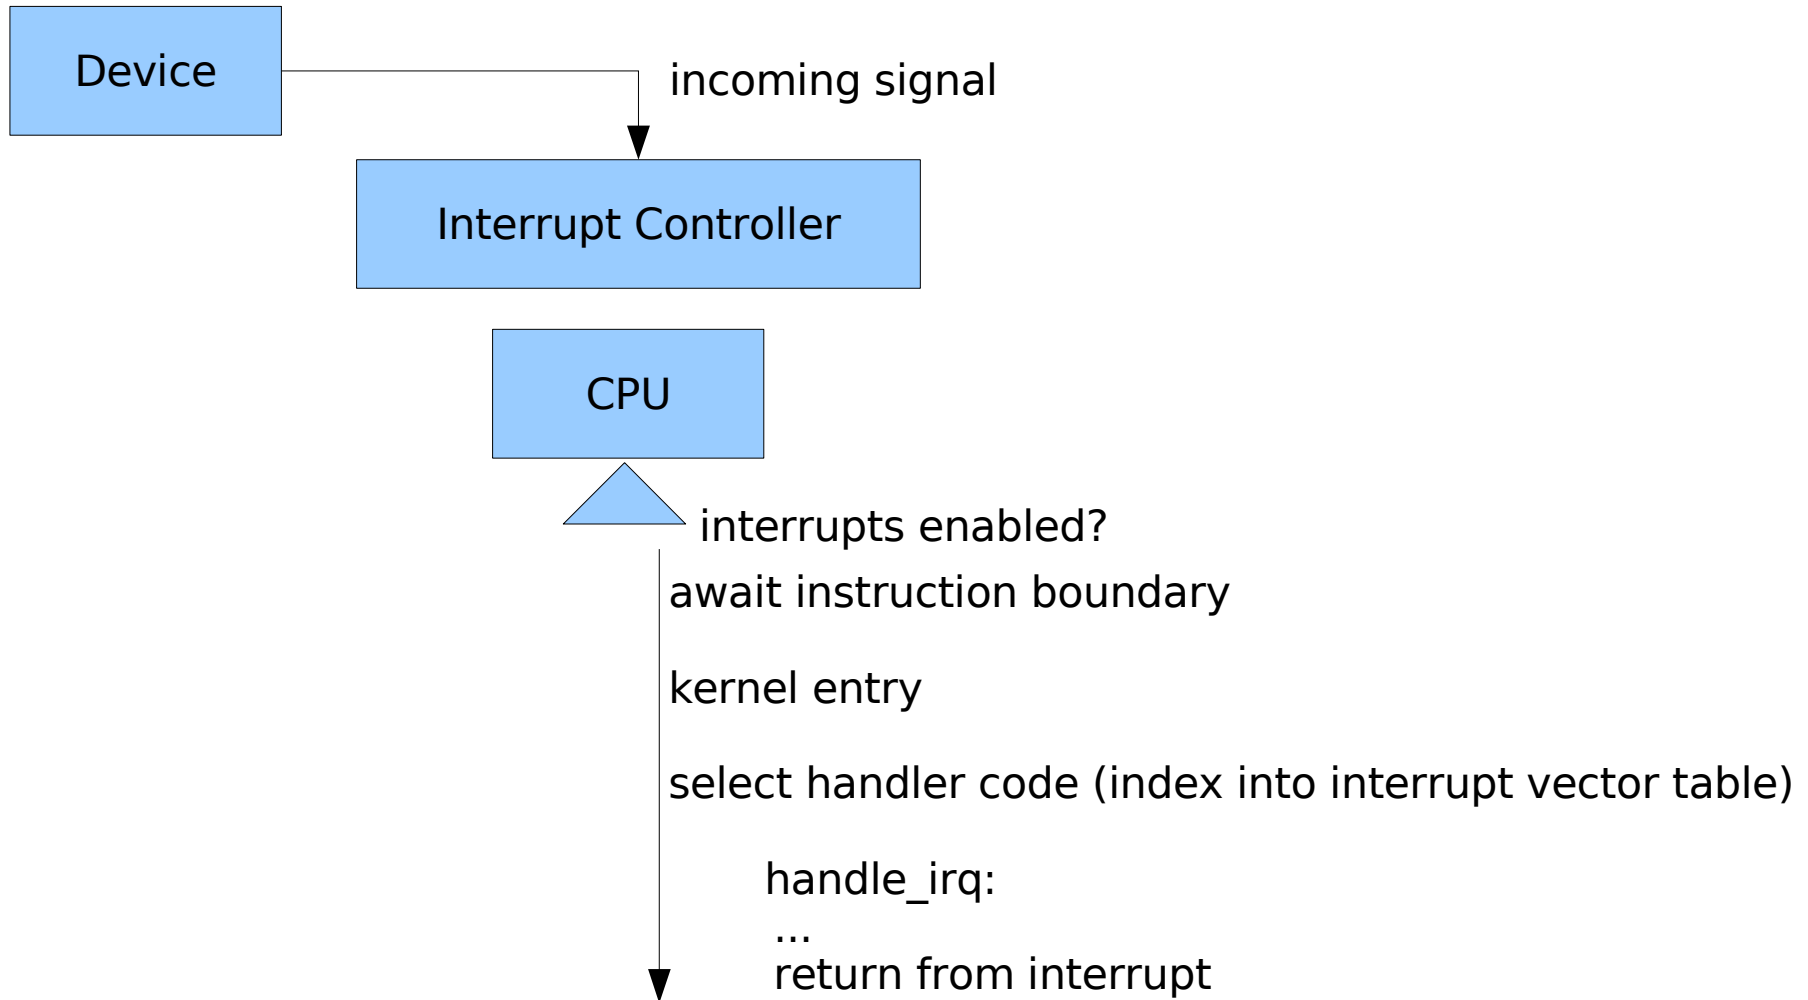 Device
incoming signal
Interrupt Controller
CPU
interrupts enabled?
await instruction boundary
kernel entry
select handler code (index into interrupt vector table)
handle_irq:
...
return from interrupt